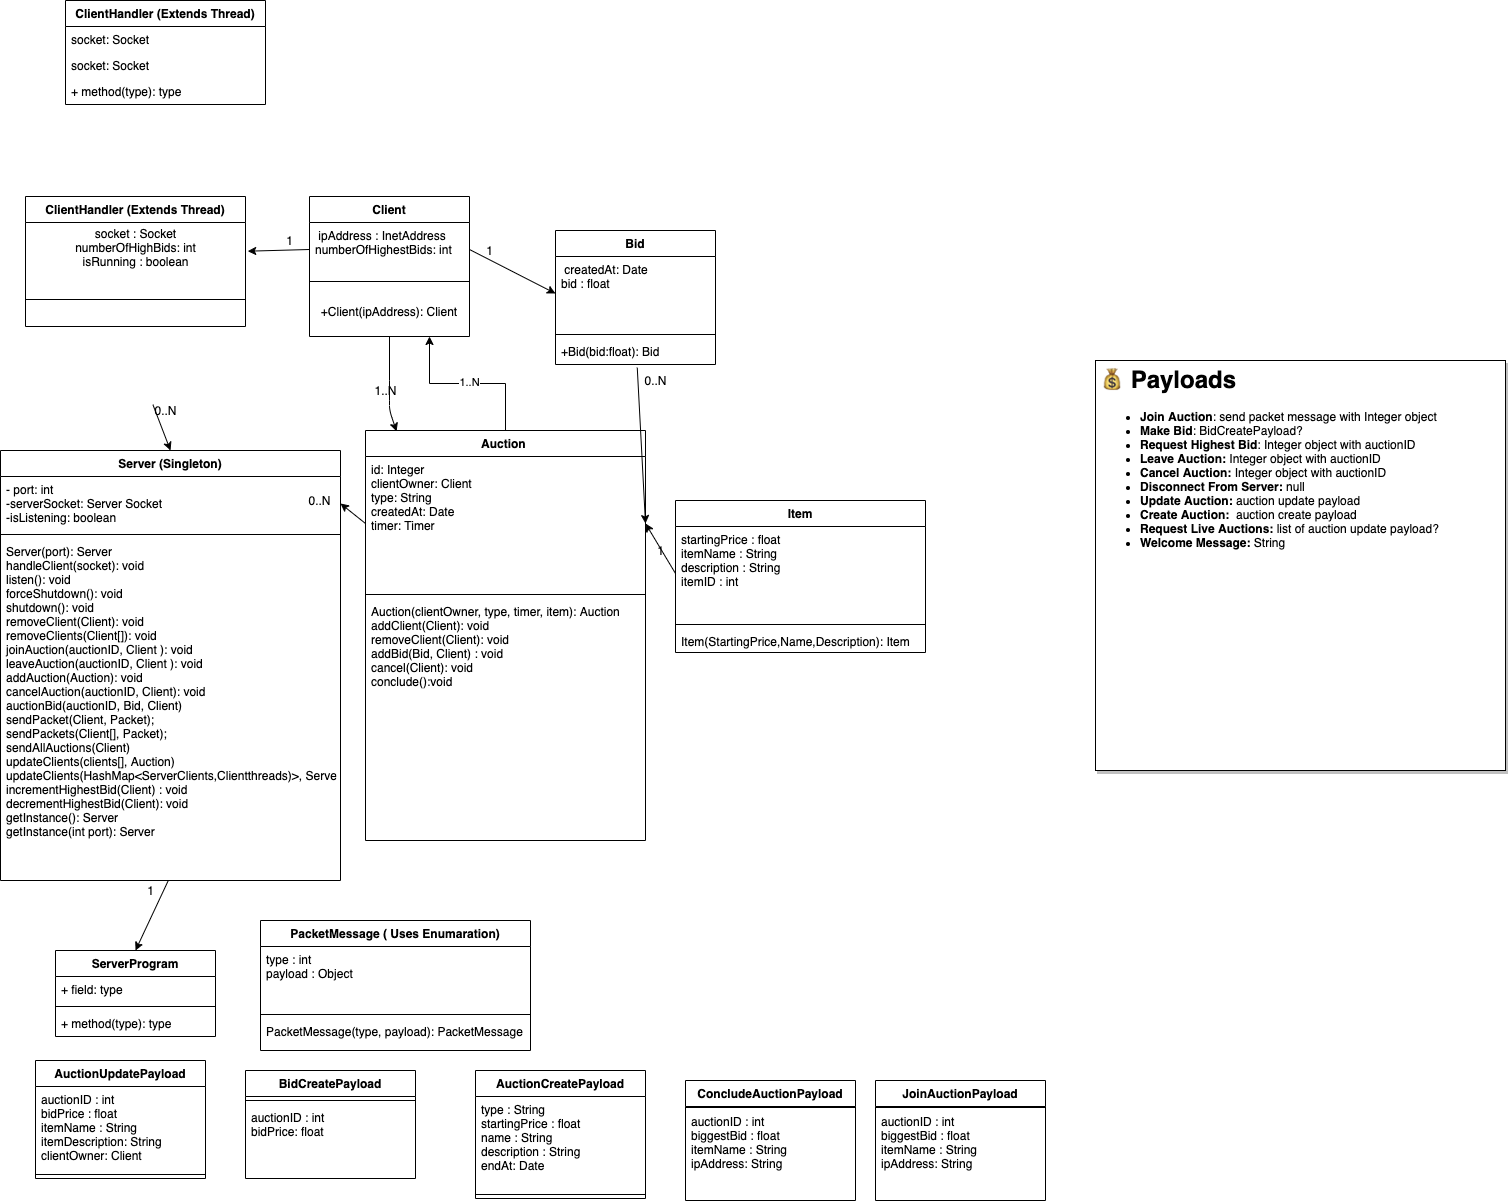 ClientHandler (Extends Thread)
socket: Socket
socket: Socket
+ method(type): type
ClientHandler (Extends Thread)
socket : Socket
numberOfHighBids: int
isRunning : boolean
1
Client
ipAddress : InetAddress
numberOfHighestBids: int
+Client(ipAddress): Client
1
Bid
createdAt: Date
bid : float
+Bid(bid:float): Bid
1..N
1..N
0..N
0..N
Server (Singleton)
- port: int
-serverSocket: Server Socket
-isListening: boolean
Server(port): Server
handleClient(socket): void
listen(): void
forceShutdown(): void
shutdown(): void
removeClient(Client): void
removeClients(Client[]): void
joinAuction(auctionID, Client ): void
leaveAuction(auctionID, Client ): void
addAuction(Auction): void
cancelAuction(auctionID, Client): void
auctionBid(auctionID, Bid, Client)
sendPacket(Client, Packet);
sendPackets(Client[], Packet);
sendAllAuctions(Client)
updateClients(clients[], Auction)
updateClients(HashMap<ServerClients,Clientthreads)>, Serve
incrementHighestBid(Client) : void
decrementHighestBid(Client): void
getInstance(): Server
getInstance(int port): Server
0..N
Auction
id: Integer
clientOwner: Client
type: String
createdAt: Date
timer: Timer
Auction(clientOwner, type, timer, item): Auction
addClient(Client): void
removeClient(Client): void
addBid(Bid, Client) : void
cancel(Client): void
conclude():void
1
Item
startingPrice : float
itemName : String
description : String
itemID : int
Item(StartingPrice,Name,Description): Item
💰 Payloads
• Join Auction: send packet message with Integer object
• Make Bid: BidCreatePayload?
• Request Highest Bid: Integer object with auctionID
• Leave Auction: Integer object with auctionID
• Cancel Auction: Integer object with auctionID
• Disconnect From Server: null
• Update Auction: auction update payload
• Create Auction:  auction create payload
• Request Live Auctions: list of auction update payload?
• Welcome Message: String
1
ServerProgram
+ field: type
+ method(type): type
PacketMessage ( Uses Enumaration)
type : int
payload : Object
PacketMessage(type, payload): PacketMessage
AuctionUpdatePayload
auctionID : int
bidPrice : float
itemName : String
itemDescription: String
clientOwner: Client
BidCreatePayload
auctionID : int
bidPrice: float
AuctionCreatePayload
type : String
startingPrice : float
name : String
description : String
endAt: Date
ConcludeAuctionPayload
auctionID : int
biggestBid : float
itemName : String
ipAddress: String
JoinAuctionPayload
auctionID : int
biggestBid : float
itemName : String
ipAddress: String